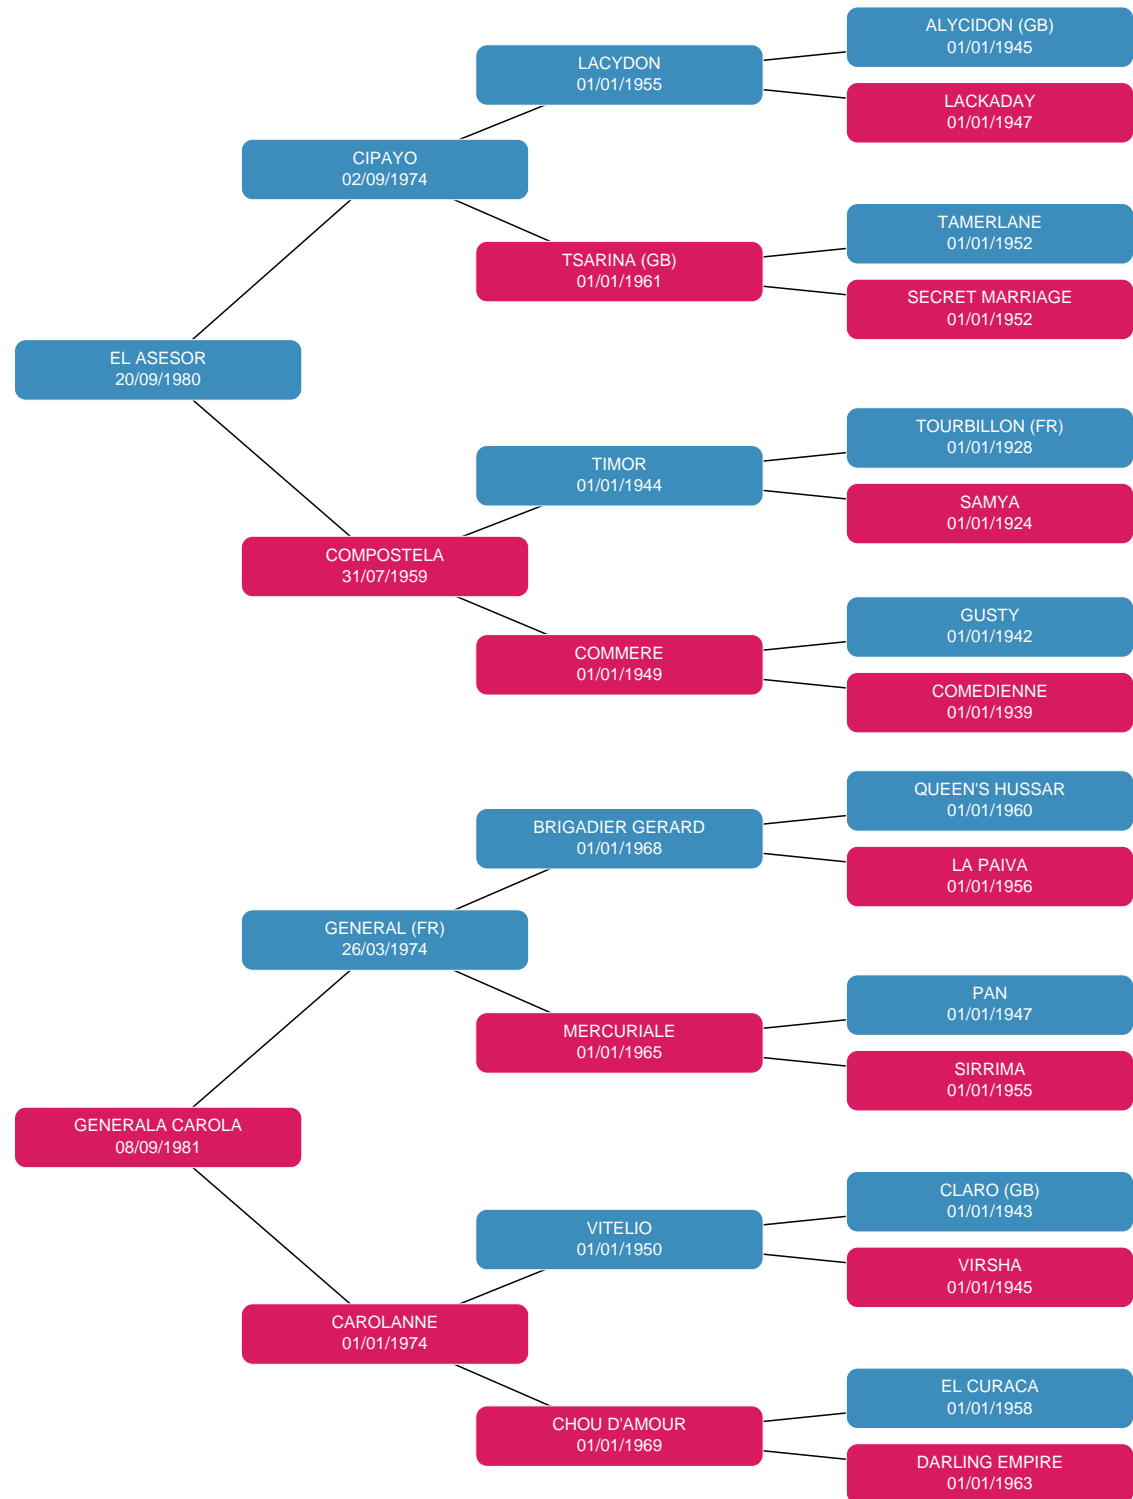 ALYCIDON (GB)
01/01/1945
LACYDON
01/01/1955
LACKADAY
01/01/1947
CIPAYO
02/09/1974
TAMERLANE
01/01/1952
TSARINA (GB)
01/01/1961
SECRET MARRIAGE
01/01/1952
EL ASESOR
20/09/1980
TOURBILLON (FR)
01/01/1928
TIMOR
01/01/1944
SAMYA
01/01/1924
COMPOSTELA
31/07/1959
GUSTY
01/01/1942
COMMERE
01/01/1949
COMEDIENNE
01/01/1939
QUEEN'S HUSSAR
01/01/1960
BRIGADIER GERARD
01/01/1968
LA PAIVA
01/01/1956
GENERAL (FR)
26/03/1974
PAN
01/01/1947
MERCURIALE
01/01/1965
SIRRIMA
01/01/1955
GENERALA CAROLA
08/09/1981
CLARO (GB)
01/01/1943
VITELIO
01/01/1950
VIRSHA
01/01/1945
CAROLANNE
01/01/1974
EL CURACA
01/01/1958
CHOU D'AMOUR
01/01/1969
DARLING EMPIRE
01/01/1963